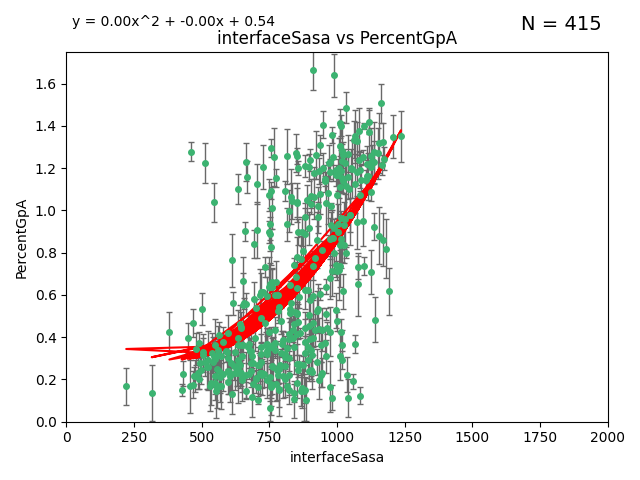 y = 0.00x^2 + -0.00x + 0.54
N = 415
interfaceSasa vs PercentGpA
PercentGpA
1.6
1.4
1.2
1.0
0.8
0.6
0.4
0.2
0.0
0 250 500 750 1000 1250 1500 1750 2000
interfaceSasa